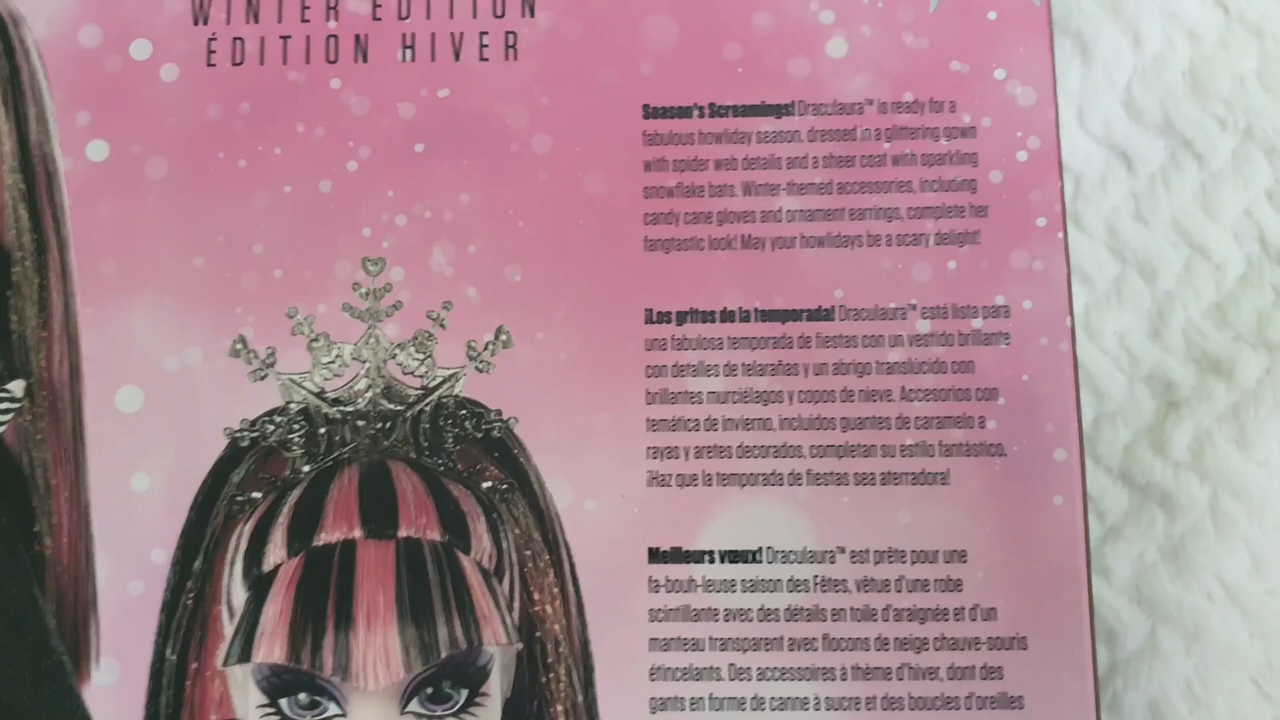 WINTER EDITION
ÉDITION HIVER
Season's Screamings! Draculaura™ is ready for a
fabulous howliday season, dressed in a glittering gown
with spider web details and a sheer coat with sparkling
snowflake bats. Winter-themed accessories, including
candy cane gloves and ornament earrings, complete her
fangtastic look! May your howlidays be a scary delight!
¡Los gritos de la temporada! Draculaura™ está lista para
una fabulosa temporada de fiestas con un vestido brillante
con detalles de telarañas y un abrigo translúcido con
brillantes murciélagos y copos de nieve. Accesorios con
temática de invierno, incluidos guantes de caramelo a
rayas y aretes decorados, completan su estilo fantástico.
¡Haz que la temporada de fiestas sea aterradora!
Meilleurs vœux! Draculaura™ est prête pour une
fa-bouh-leuse saison des Fêtes, vêtue d'une robe
scintillante avec des détails en toile d'araignée et d'un
manteau transparent avec flocons de neige chauve-souris
étincelants. Des accessoires à thème d'hiver, dont des
gants en forme de canne à sucre et des boucles d'oreilles